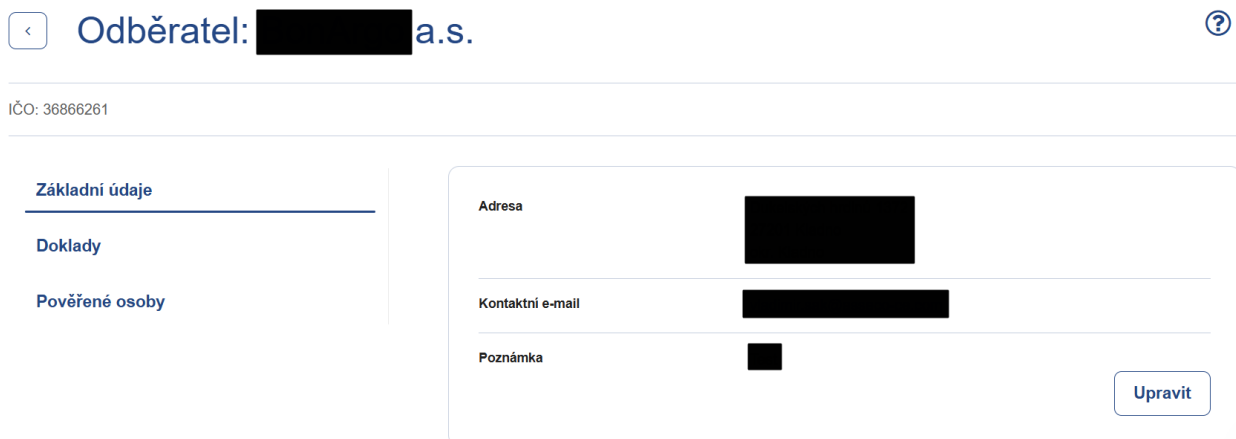 Odběratel: a.s.
IČO: 36866261
Základní údaje
Doklady
Pověřené osoby
Adresa
Kontaktní e-mail
Poznámka
Upravit